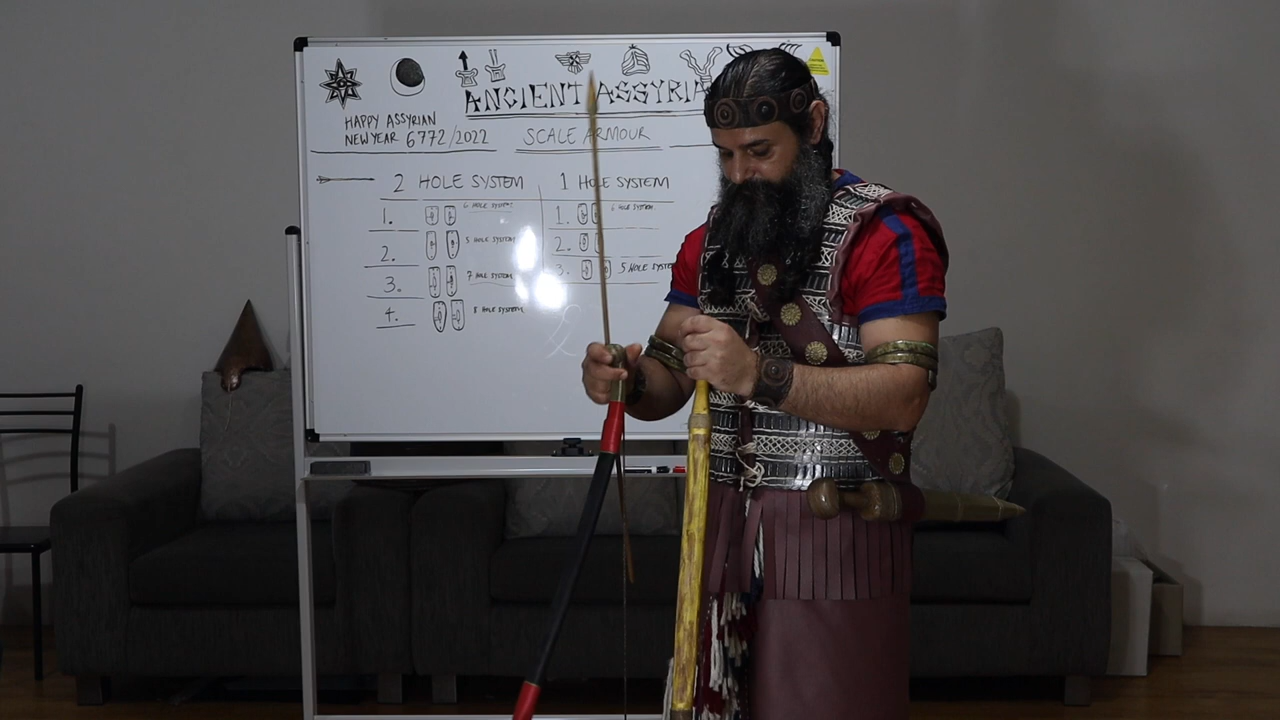 ANCIENT ASSYRIA
HAPPY ASSYRIAN
NEW YEAR 6772/2022
SCALE ARMOUR
2 HOLE SYSTEM
1 HOLE SYSTEM
1.
6 HOLE SYSTEM
1.
6 HOLE SYSTEM
2.
5 HOLE SYSTEM
2.
3.
7 HOLE SYSTEM
3.
5 HOLE SYSTE
4.
8 HOLE SYSTEM